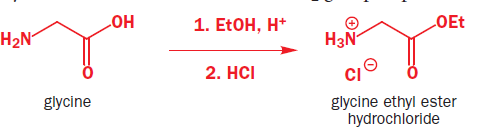 H2N
OH
O
glycine
1. EtOH, H+
2. HCl
⊕
H3N
OEt
Cl⊖
O
glycine ethyl ester
hydrochloride